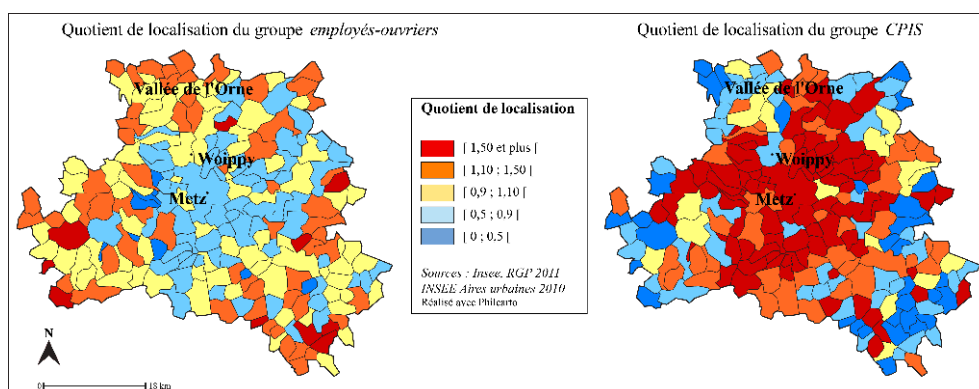 Quotient de localisation du groupe employés-ouvriers
Quotient de localisation du groupe CPIS
Vallée de l'Orne
Woippy
Metz
Quotient de localisation
[ 1,50 et plus [
[ 1,10 ; 1,50 [
[ 0,9 ; 1,10 [
[ 0,5 ; 0,9 [
[ 0 ; 0,5 [
Sources : Insee, RGP 2011
INSEE Aires urbaines 2010
Réalisé avec Philcarto
Vallée de l'Orne
Woippy
Metz
N
0 18 km